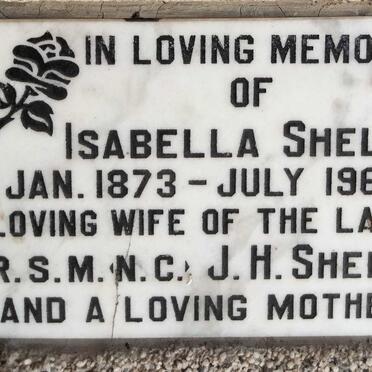 IN LOVING MEMO
OF
ISABELLA SHEL
JAN. 1873 - JULY 196
LOVING WIFE OF THE LA
R.S.M. (N.C.) J.H. SHE
AND A LOVING MOTHE